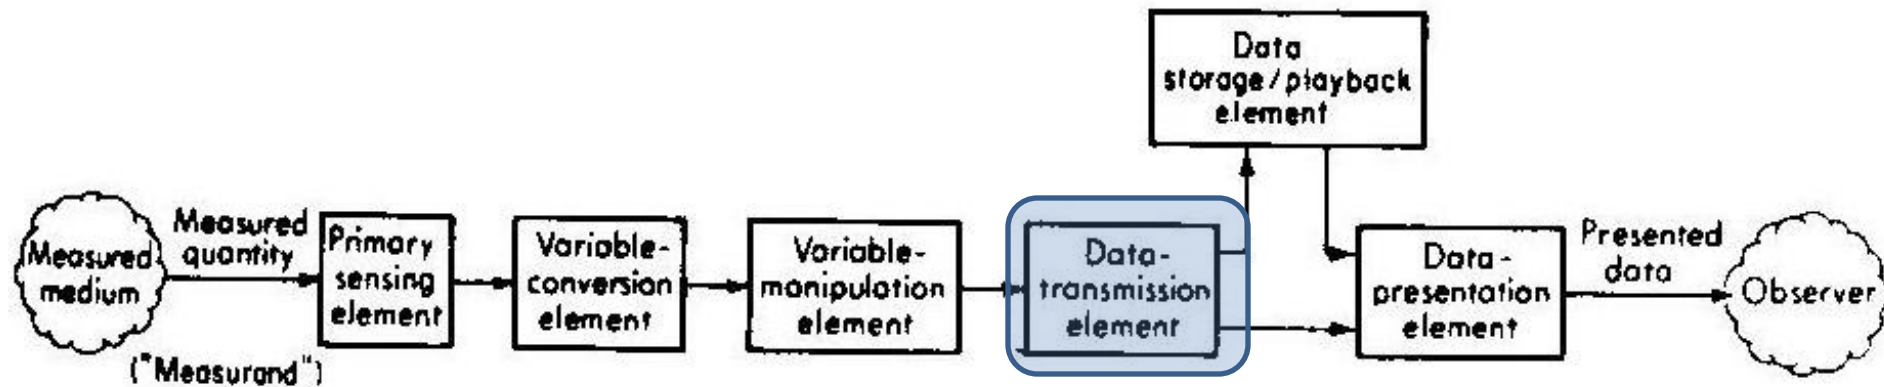 Data
storage/playback
element
Measured
medium
Measured
quantity
("Measurand")
Primary
sensing
element
Variable-
conversion
element
Variable-
manipulation
element
Data-
transmission
element
Data-
presentation
element
Presented
data
Observer